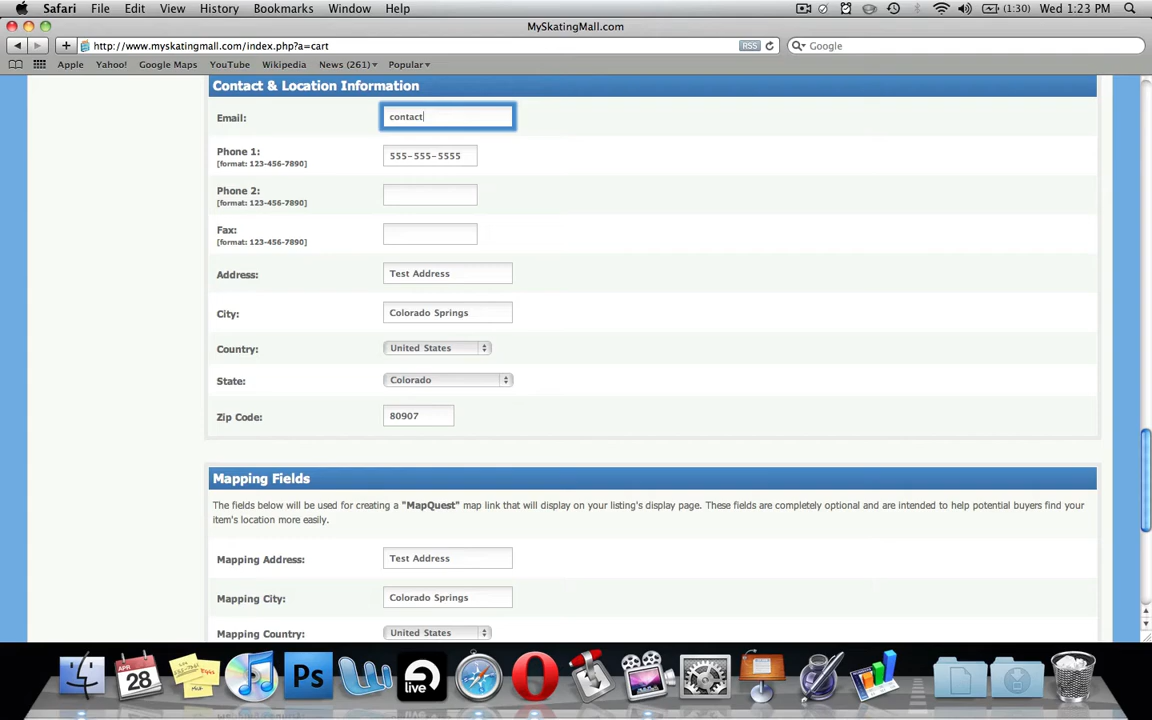 Safari File Edit View History Bookmarks Window Help (1:30) Wed 1:23 PM
MySkatingMall.com
http://www.myskatingmall.com/index.php?a=cart RSS Google
Apple Yahoo! Google Maps YouTube Wikipedia News (261) Popular
Contact & Location Information
Email: contact
Phone 1: 555-555-5555
[format: 123-456-7890]
Phone 2:
[format: 123-456-7890]
Fax:
[format: 123-456-7890]
Address: Test Address
City: Colorado Springs
Country: United States
State: Colorado
Zip Code: 80907
Mapping Fields
The fields below will be used for creating a "MapQuest" map link that will display on your listing's display page. These fields are completely optional and are intended to help potential buyers find your
item's location more easily.
Mapping Address: Test Address
Mapping City: Colorado Springs
Mapping Country: United States
APR
28
Ps
live